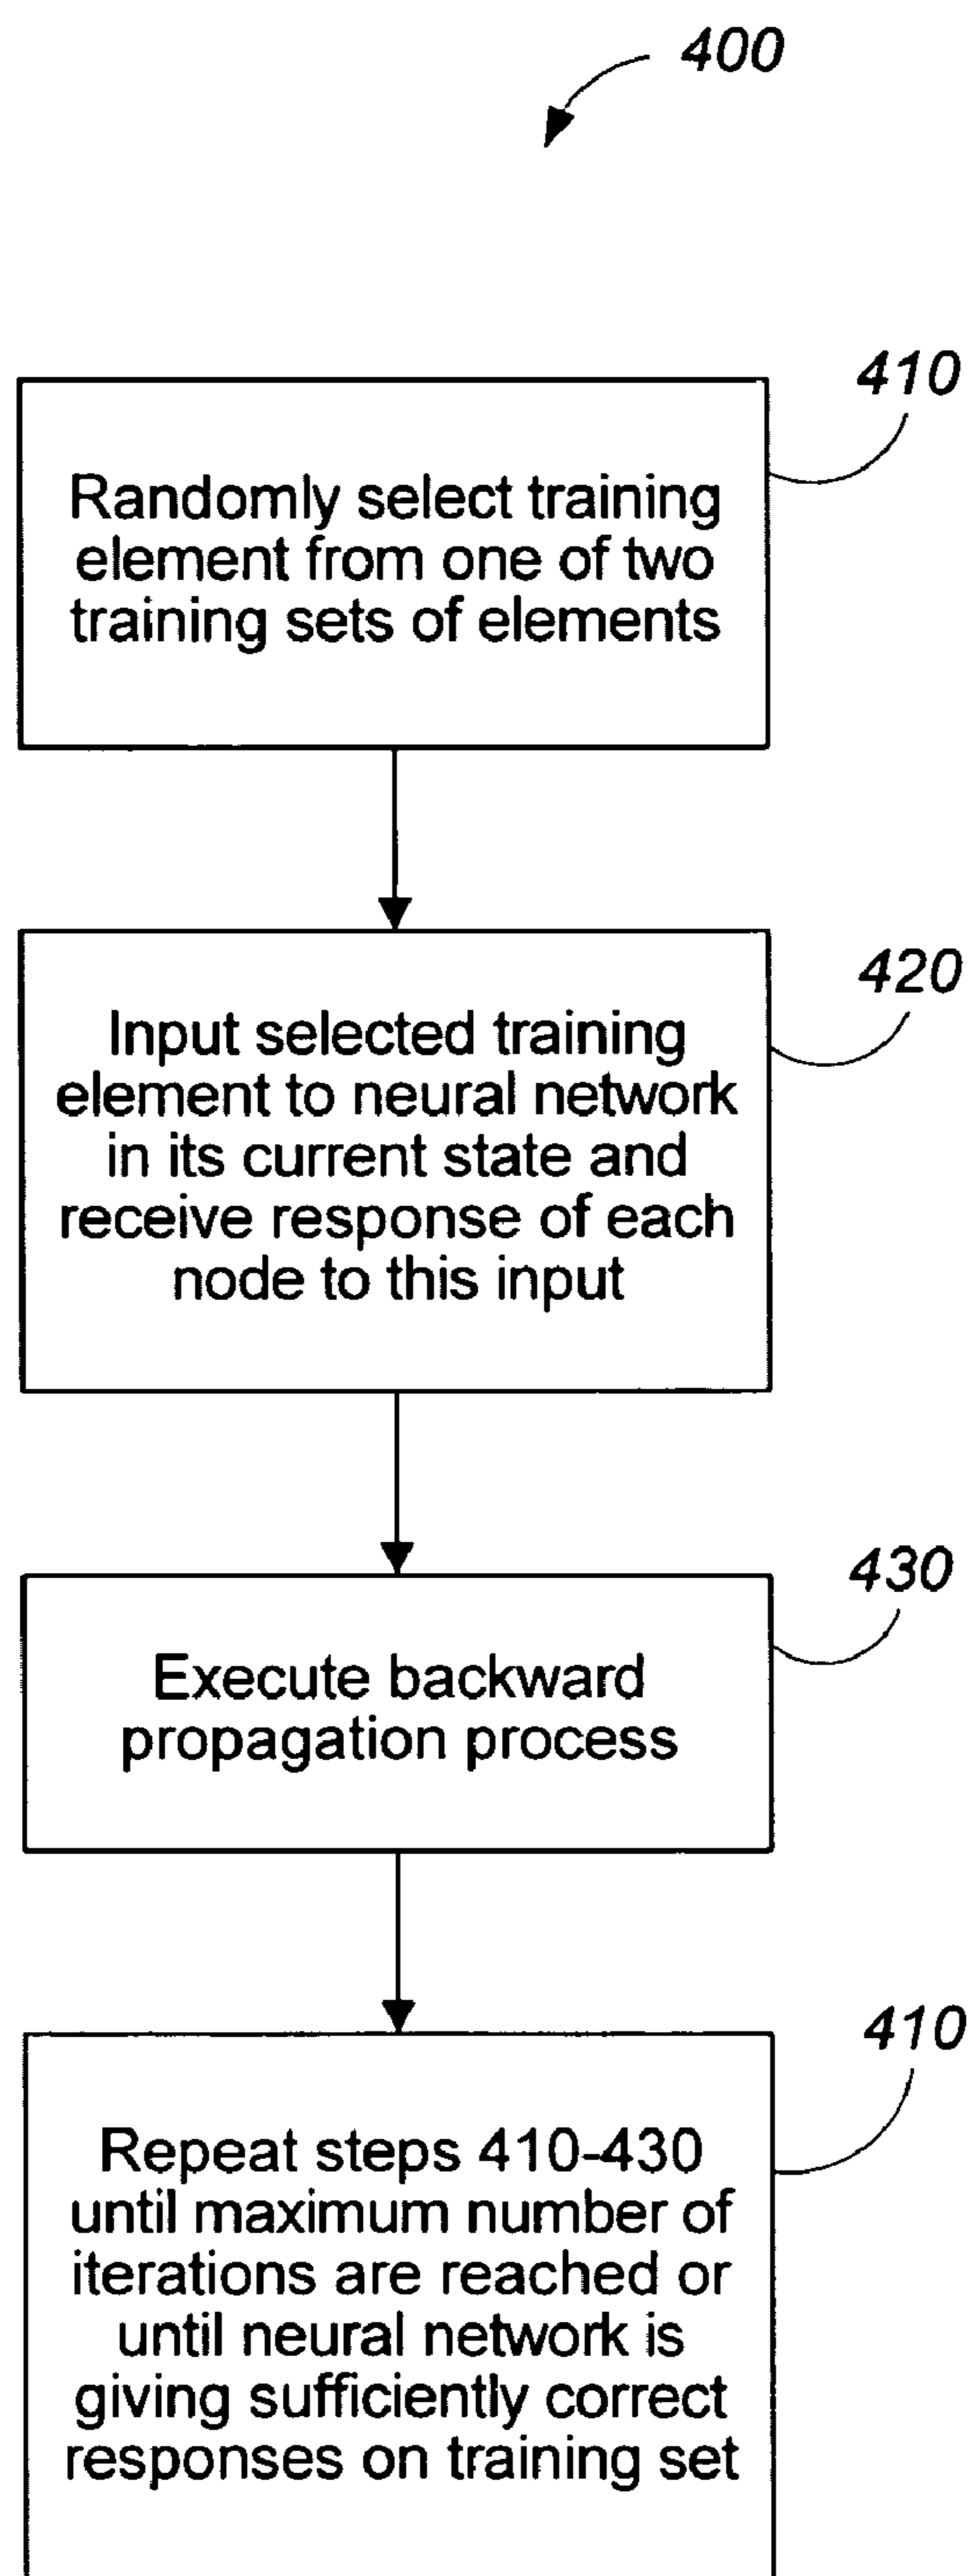 400
410
Randomly select training
element from one of two
training sets of elements
420
Input selected training
element to neural network
in its current state and
receive response of each
node to this input
430
Execute backward
propagation process
410
Repeat steps 410-430
until maximum number of
iterations are reached or
until neural network is
giving sufficiently correct
responses on training set